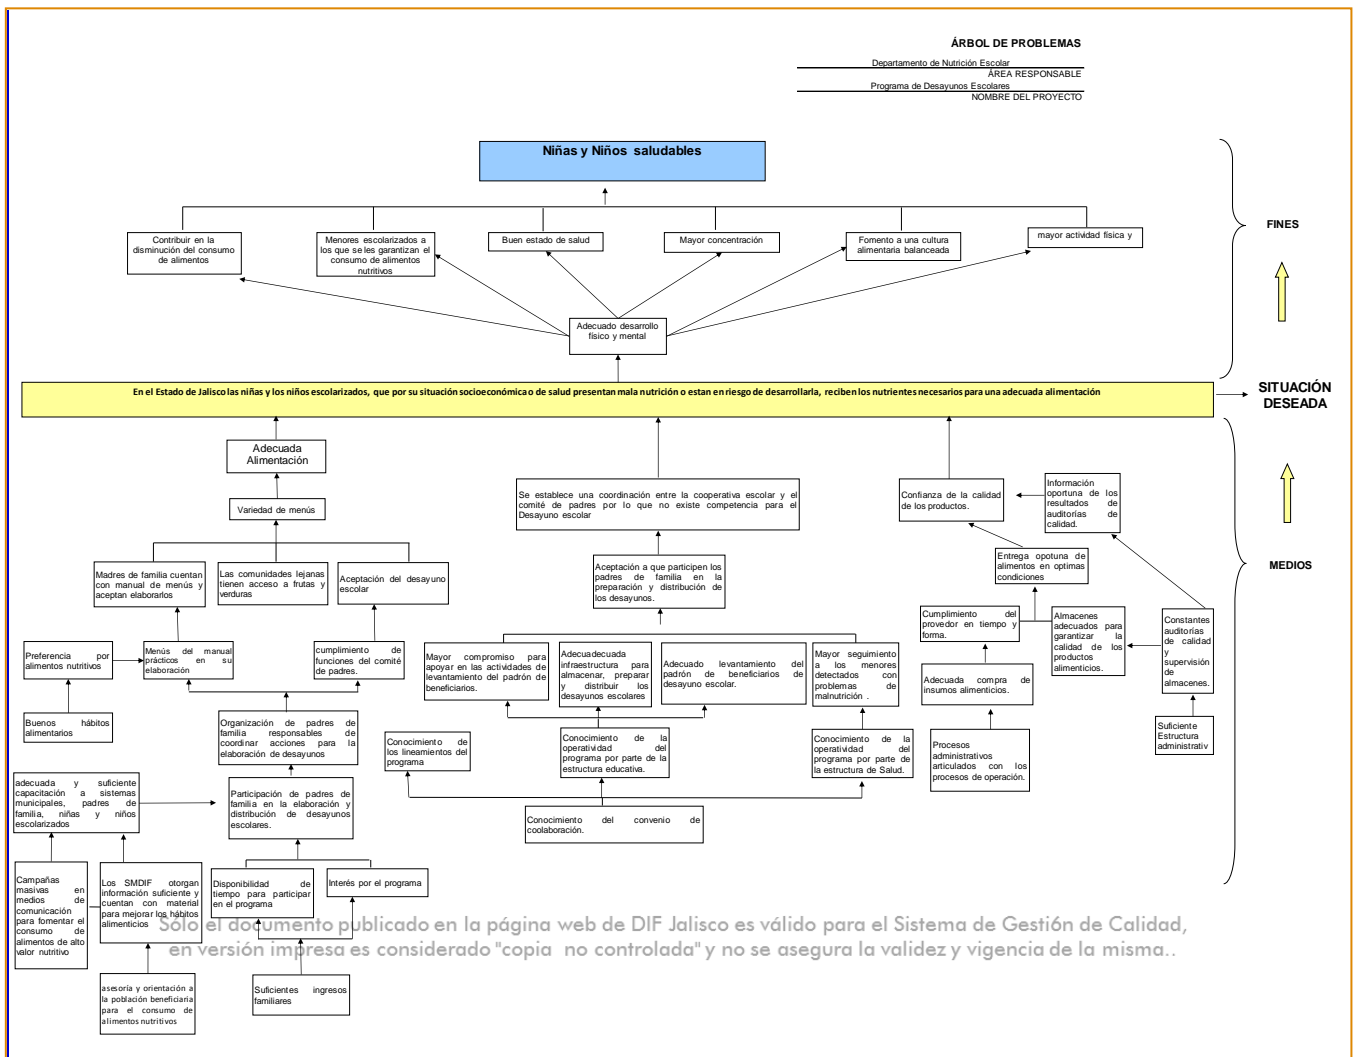 ÁRBOL DE PROBLEMAS
Departamento de Nutrición Escolar
ÁREA RESPONSABLE
Programa de Desayunos Escolares
NOMBRE DEL PROYECTO
Niñas y Niños saludables
FINES
Contribuir en la
disminución del consumo
de alimentos
Menores escolarizados a
los que se les garantizan el
consumo de alimentos
nutritivos
Buen estado de salud
Mayor concentración
Fomento a una cultura
alimentaria balanceada
mayor actividad física y
Adecuado desarrollo
físico y mental
En el Estado de Jalisco las niñas y los niños escolarizados, que por su situación socioeconómica o de salud presentan mala nutrición o estan en riesgo de desarrollarla, reciben los nutrientes necesarios para una adecuada alimentación
SITUACIÓN
DESEADA
MEDIOS
Adecuada
Alimentación
Variedad de menús
Madres de familia cuentan
con manual de menús y
aceptan elaborarlos
Las comunidades lejanas
tienen acceso a frutas y
verduras
Aceptación del desayuno
escolar
Preferencia por
alimentos nutritivos
Menús del manual
prácticos en su
elaboración
cumplimiento de
funciones del comité
de padres.
Buenos hábitos
alimentarios
Organización de padres de
familia responsables de
coordinar acciones para la
elaboración de desayunos
adecuada y suficiente
capacitación a sistemas
municipales, padres de
familia, niñas y niños
escolarizados
Participación de padres de
familia en la elaboración y
distribución de desayunos
escolares.
Campañas
masivas en
medios de
comunicación
para fomentar el
consumo de
alimentos de alto
valor nutritivo
Los SMDIF otorgan
información suficiente y
cuentan con material
para mejorar los hábitos
alimenticios
Disponibilidad de
tiempo para participar
en el programa
Interés por el programa
asesoría y orientación a
la población beneficiaria
para el consumo de
alimentos nutritivos
Suficientes ingresos
familiares
Se establece una coordinación entre la cooperativa escolar y el
comité de padres por lo que no existe competencia para el
Desayuno escolar
Aceptación a que participen los
padres de familia en la
preparación y distribución de
los desayunos.
Mayor compromiso para
apoyar en las actividades de
levantamiento del padrón de
beneficiarios.
Adecuadecuada
infraestructura para
almacenar, preparar
y distribuir los
desayunos escolares
Adecuado levantamiento del
padrón de beneficiarios de
desayuno escolar.
Mayor seguimiento
a los menores
detectados con
problemas de
malnutrición .
Conocimiento de
los lineamientos del
programa
Conocimiento de la
operatividad del
programa por parte de la
estructura educativa.
Conocimiento de la
operatividad del
programa por parte de
la estructura de Salud.
Conocimiento del convenio de
coolaboración.
Confianza de la calidad
de los productos.
Información
oportuna de los
resultados de
auditorías de
calidad.
Entrega opotuna de
alimentos en optimas
condiciones
Cumplimiento del
provedor en tiempo y
forma.
Almacenes
adecuados para
garantizar la
calidad de los
productos
alimenticios.
Constantes
auditorías
de calidad
y
supervisión
de
almacenes.
Adecuada compra de
insumos alimenticios.
Procesos
administrativos
articulados con los
procesos de operación.
Suficiente
Estructura
administrativ
Sólo el documento publicado en la página web de DIF Jalisco es válido para el Sistema de Gestión de Calidad,
en versión impresa es considerado "copia no controlada" y no se asegura la validez y vigencia de la misma..